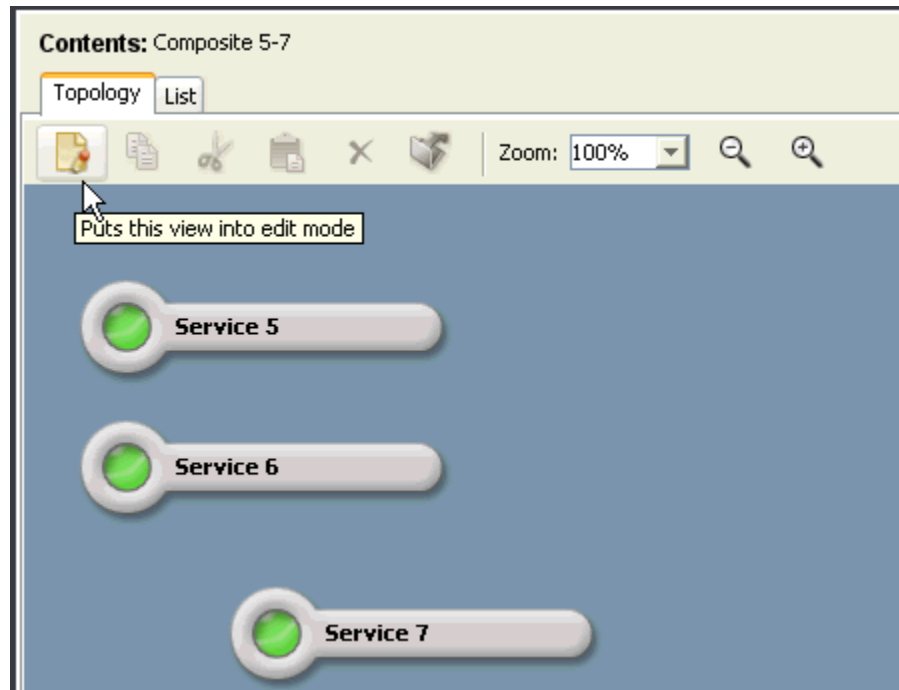 Contents: Composite 5-7
Topology List
Zoom: 100%
Puts this view into edit mode
Service 5
Service 6
Service 7